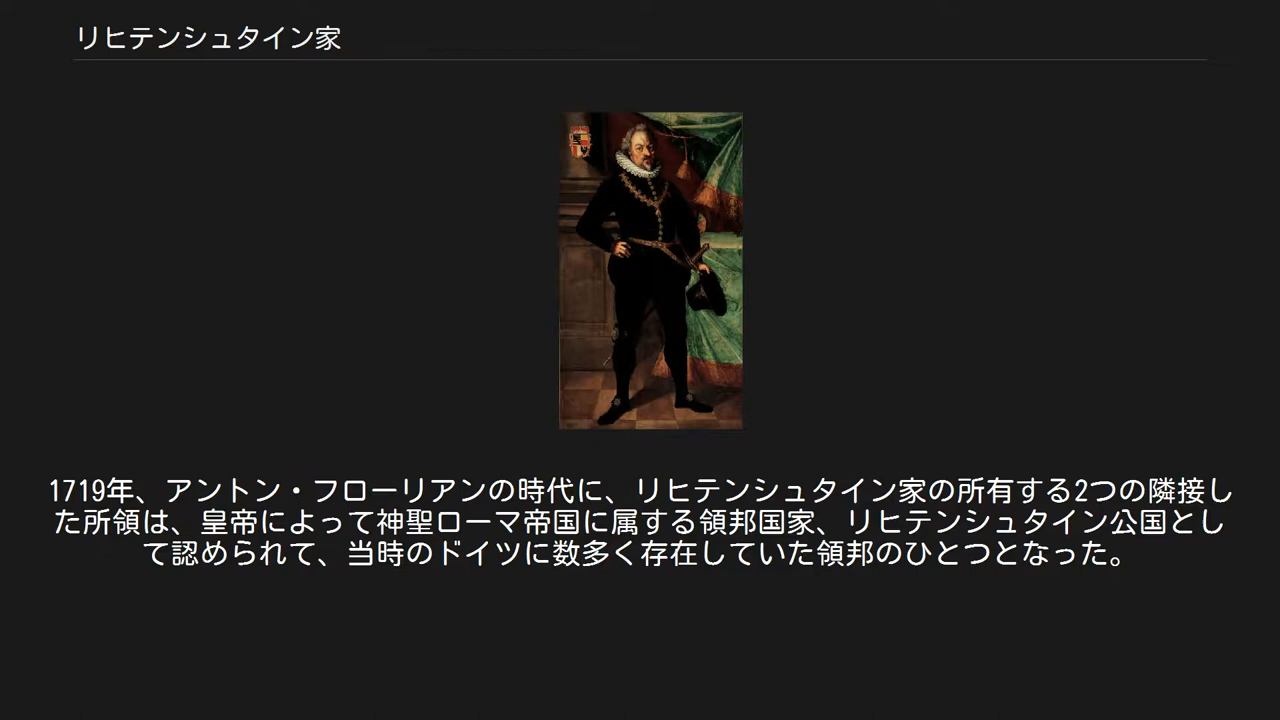 リヒテンシュタイン家
1719年、アントン・フローリアンの時代に、リヒテンシュタイン家の所有する2つの隣接し
た所領は、皇帝によって神聖ローマ帝国に属する領邦国家、リヒテンシュタイン公国とし
て認められて、当時のドイツに数多く存在していた領邦のひとつとなった。